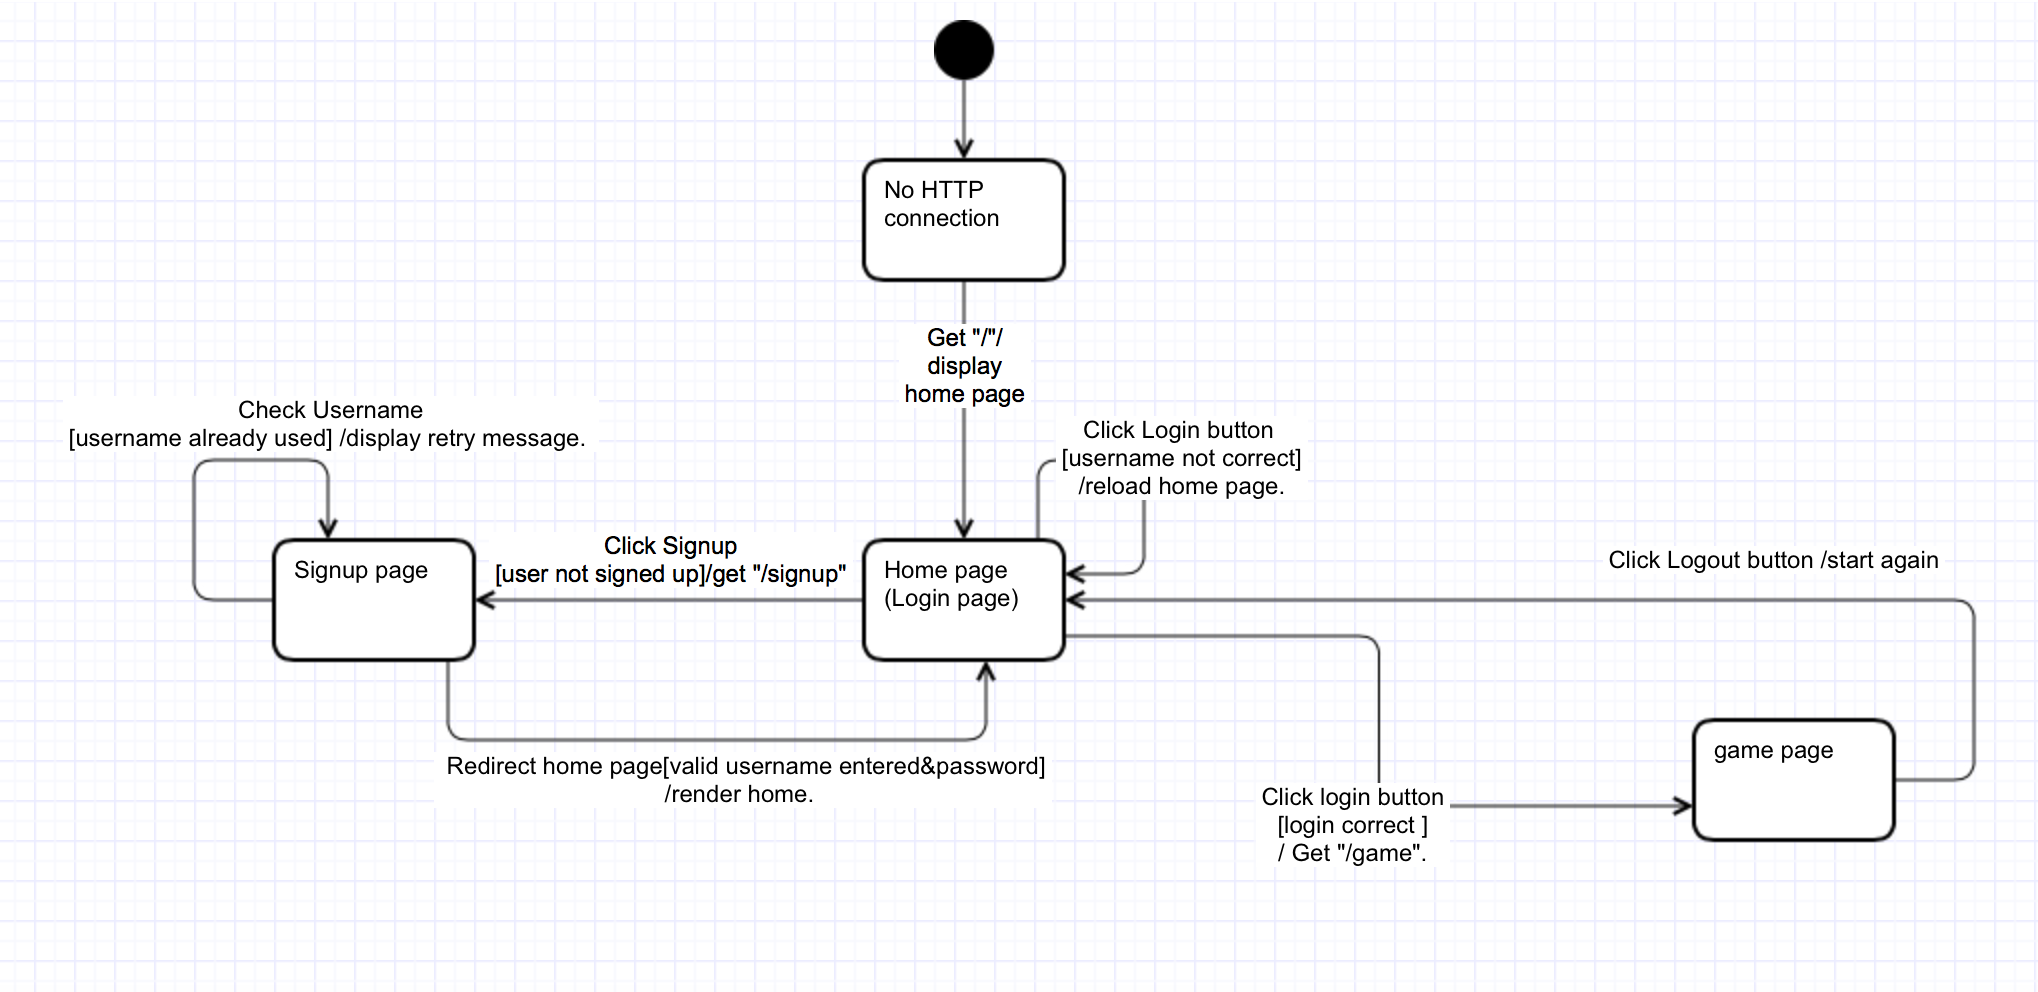 No HTTP
connection
Get "/"/
display
home page
Check Username
[username already used] /display retry message.
Click Login button
[username not correct]
/reload home page.
Click Signup
[user not signed up]/get "/signup"
Signup page
Home page
(Login page)
Click Logout button /start again
game page
Redirect home page[valid username entered&password]
/render home.
Click login button
[login correct ]
/ Get "/game".